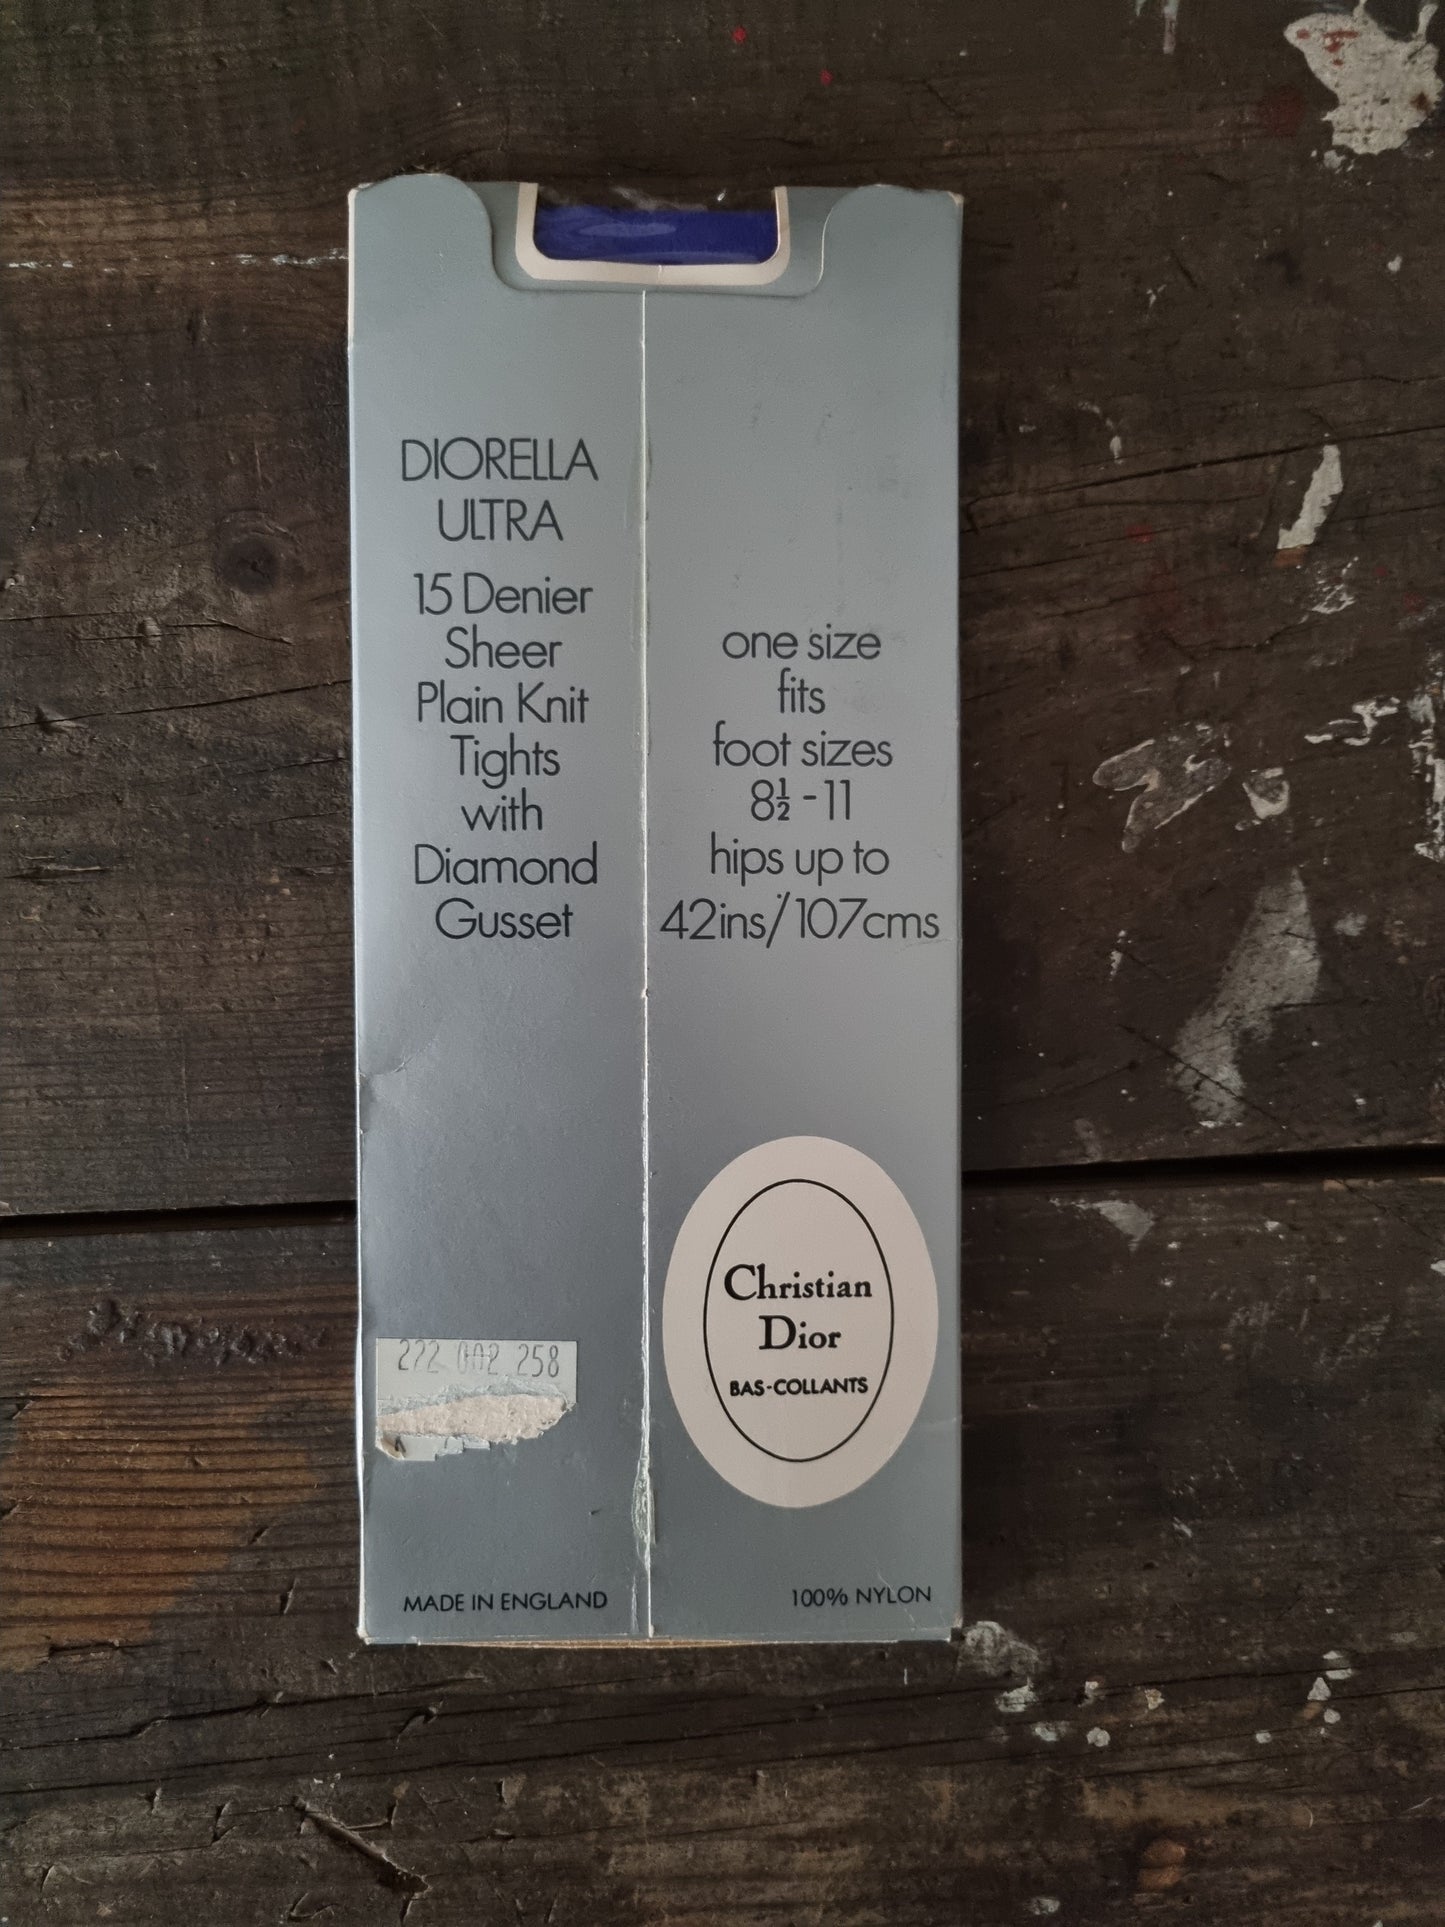 DIORELLA
ULTRA
15 Denier
Sheer
Plain Knit
Tights
with
Diamond
Gusset
one size
fits
foot sizes
8½ - 11
hips up to
42ins/107cms
Christian
Dior
BAS-COLLANTS
222 002 258
MADE IN ENGLAND
100% NYLON